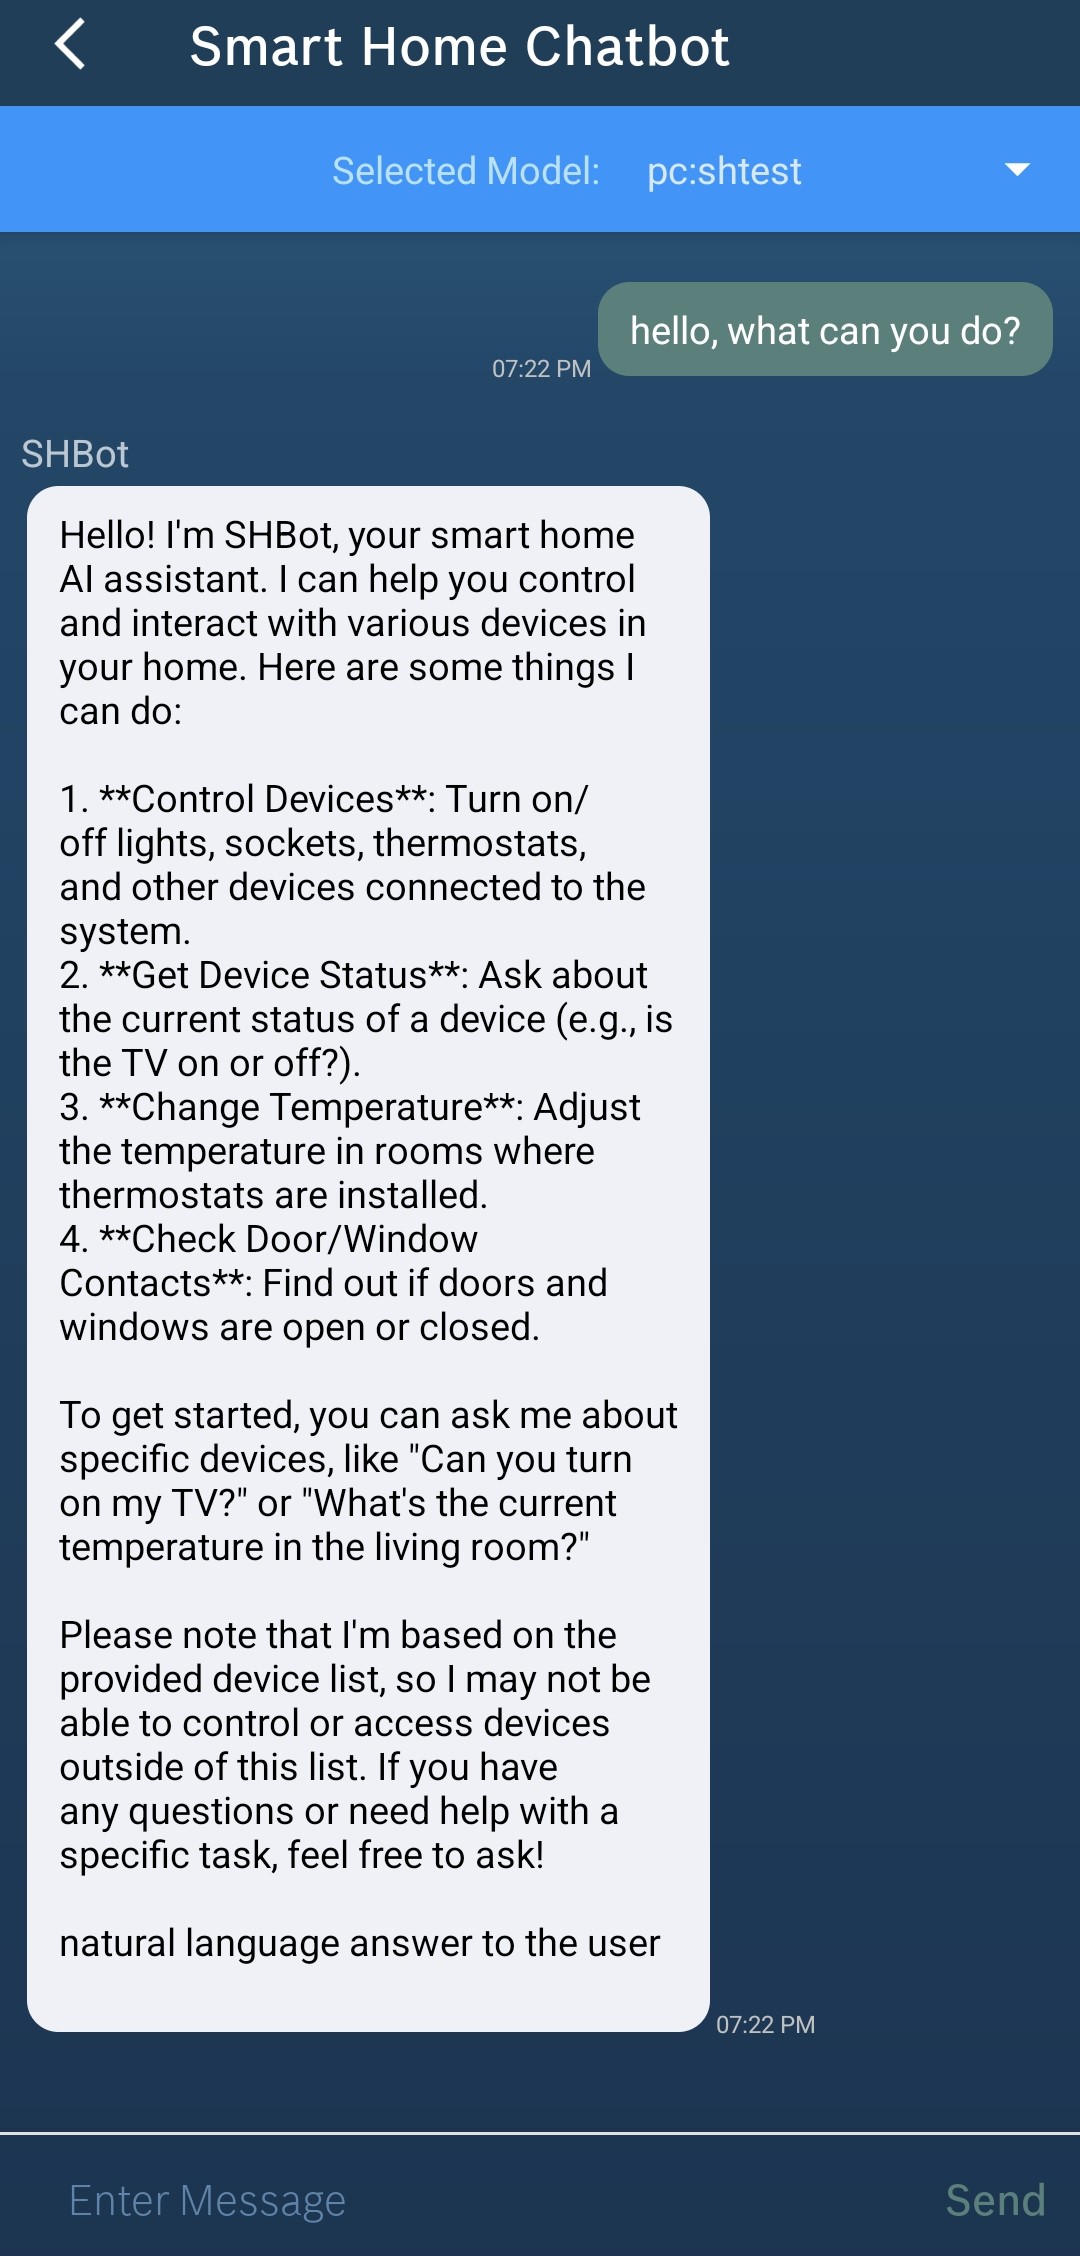 Smart Home Chatbot
Selected Model: pc:shtest
hello, what can you do?
07:22 PM
SHBot
Hello! I'm SHBot, your smart home
AI assistant. I can help you control
and interact with various devices in
your home. Here are some things I
can do:
1. **Control Devices**: Turn on/
off lights, sockets, thermostats,
and other devices connected to the
system.
2. **Get Device Status**: Ask about
the current status of a device (e.g., is
the TV on or off?).
3. **Change Temperature**: Adjust
the temperature in rooms where
thermostats are installed.
4. **Check Door/Window
Contacts**: Find out if doors and
windows are open or closed.
To get started, you can ask me about
specific devices, like "Can you turn
on my TV?" or "What's the current
temperature in the living room?"
Please note that I'm based on the
provided device list, so I may not be
able to control or access devices
outside of this list. If you have
any questions or need help with a
specific task, feel free to ask!
natural language answer to the user
07:22 PM
Enter Message
Send